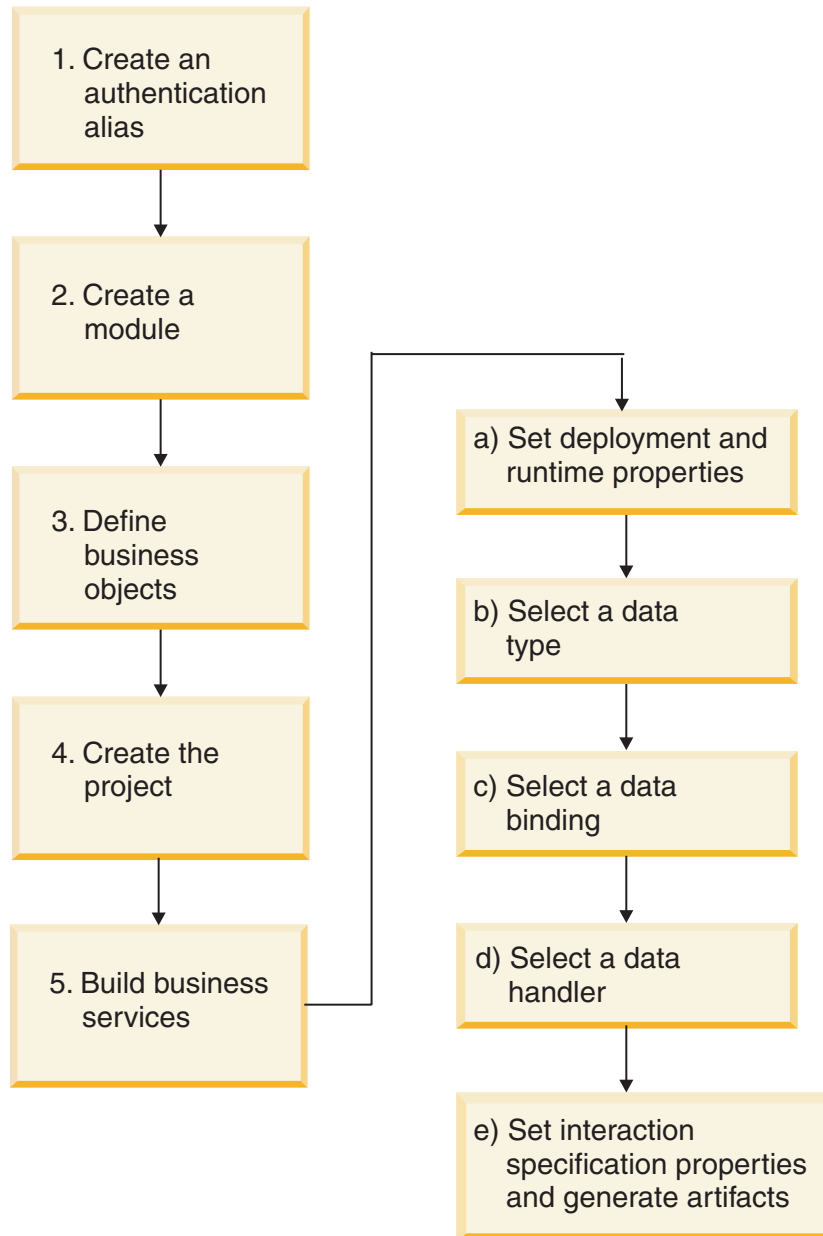 1. Create an
authentication
alias
2. Create a
module
3. Define
business
objects
4. Create the
project
5. Build business
services
a) Set deployment and
runtime properties
b) Select a data
type
c) Select a data
binding
d) Select a data
handler
e) Set interaction
specification properties
and generate artifacts